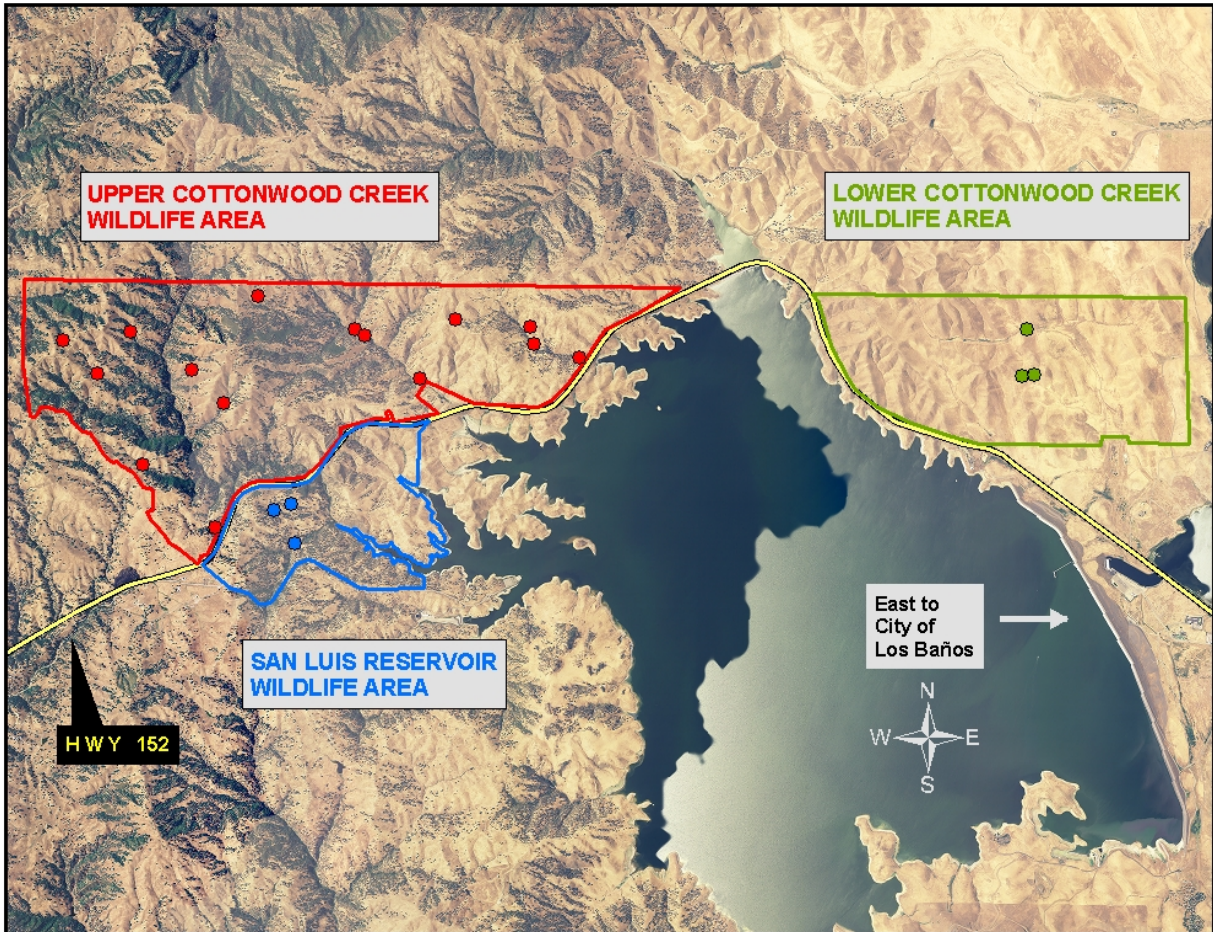 UPPER COTTONWOOD CREEK
WILDLIFE AREA
LOWER COTTONWOOD CREEK
WILDLIFE AREA
East to
City of
Los Baños
SAN LUIS RESERVOIR
WILDLIFE AREA
N
W E
S
HWY 152